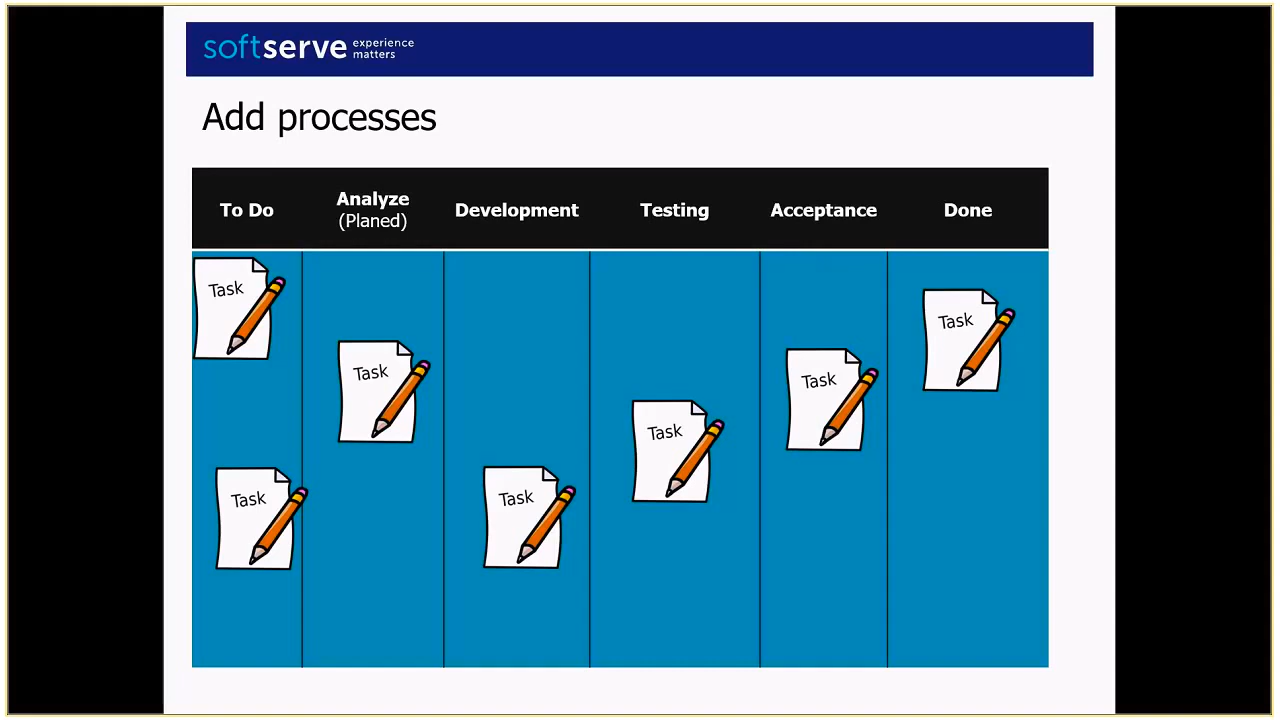 softserve experience matters
Add processes
To Do
Analyze
(Planed)
Development
Testing
Acceptance
Done
Task
Task
Task
Task
Task
Task
Task